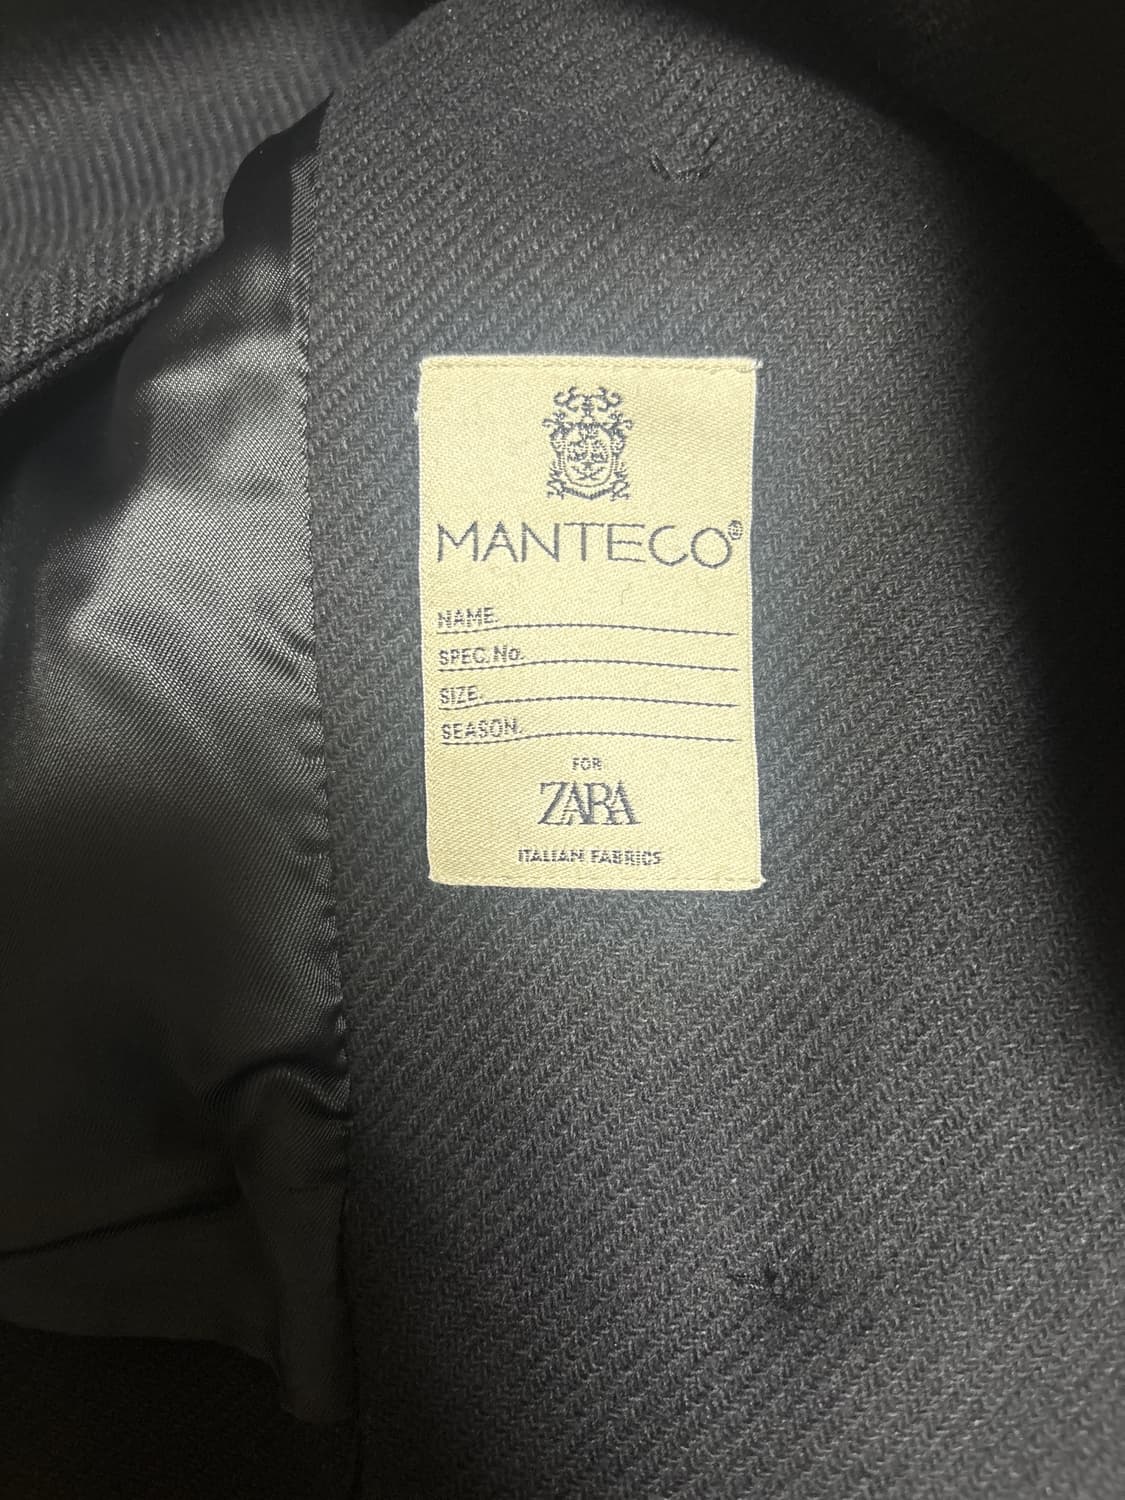 MANTECO®
NAME.
SPEC.No.
SIZE.
SEASON.
FOR
ZARA
ITALIAN FABRICS